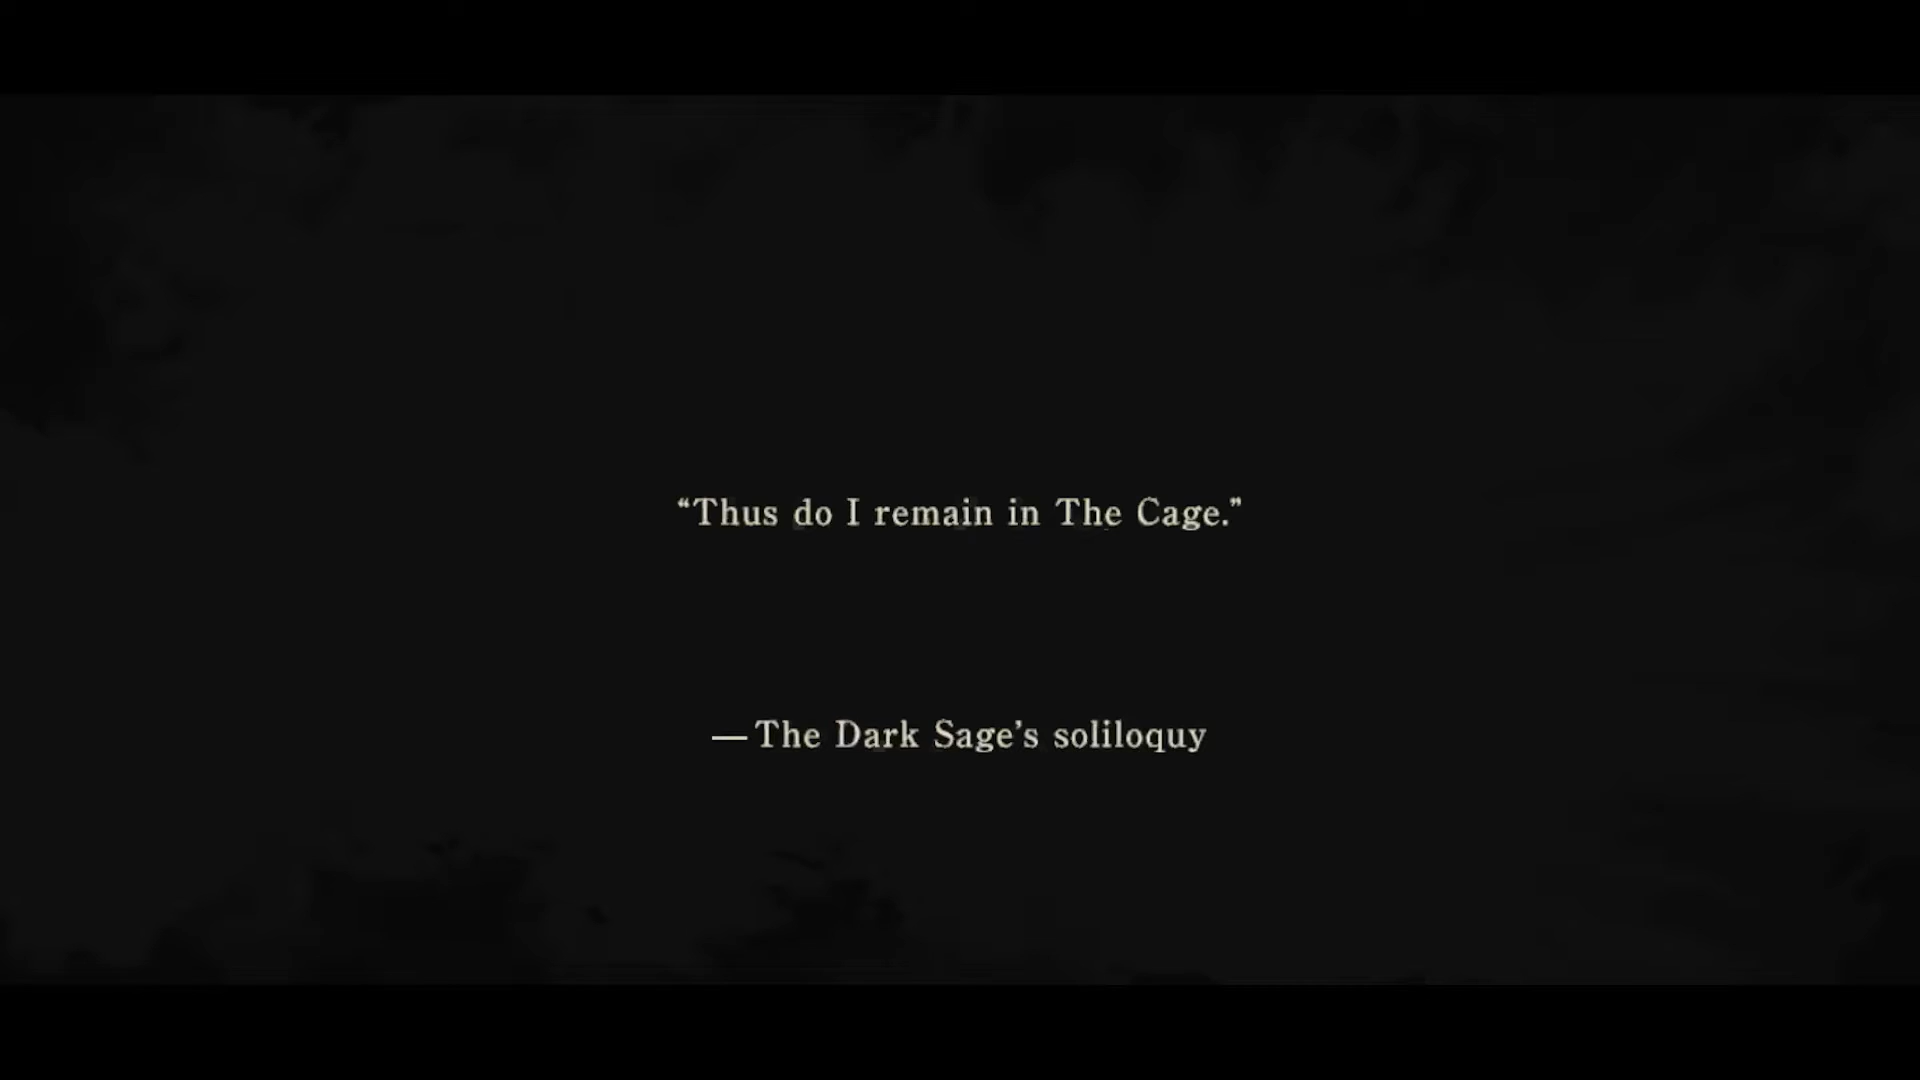 “Thus do I remain in The Cage.”
—The Dark Sage’s soliloquy